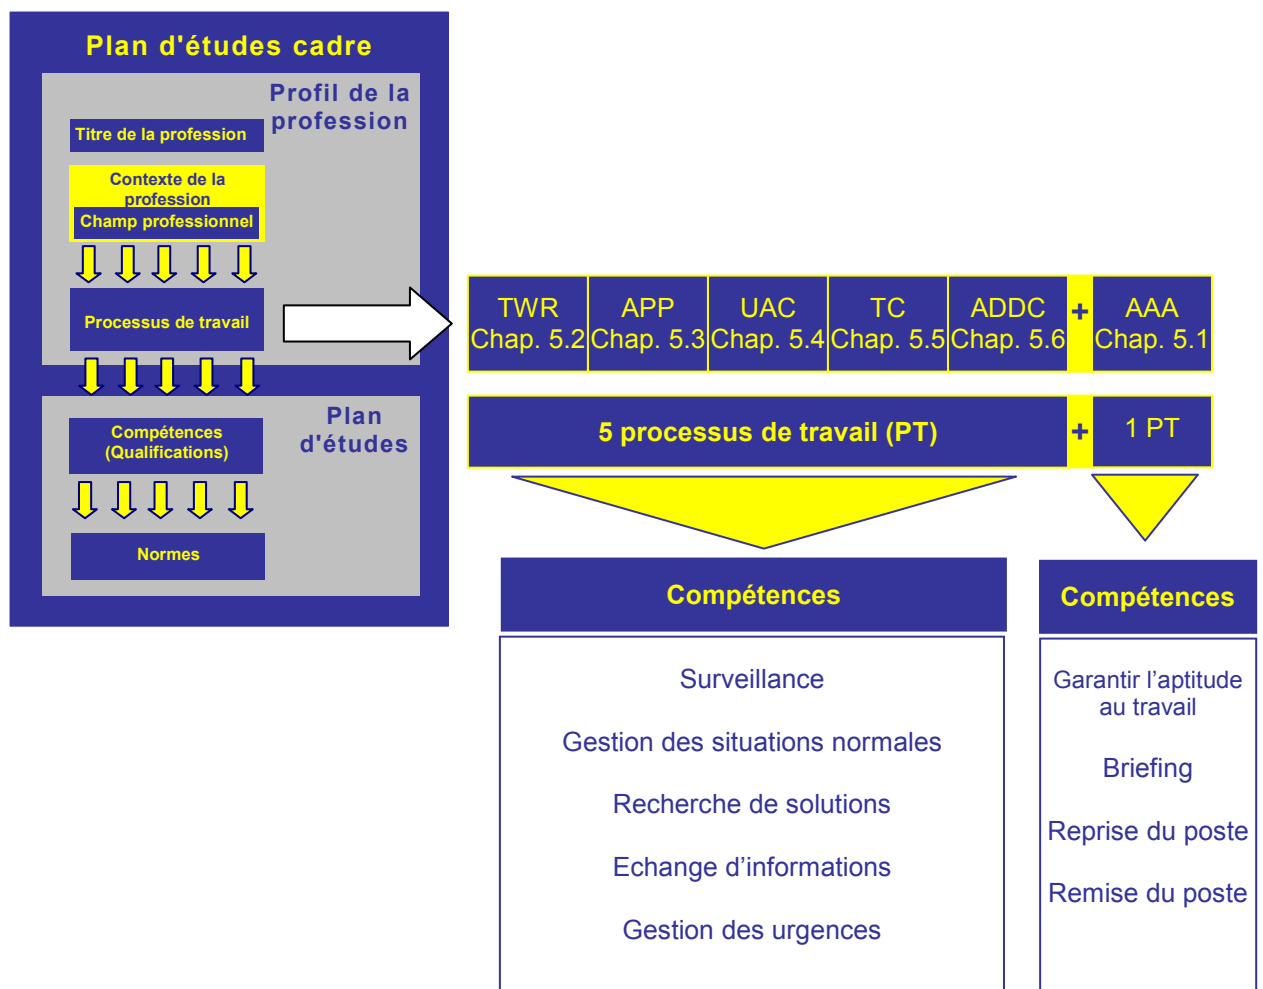 Plan d'études cadre
Profil de la
profession
Titre de la profession
Contexte de la
profession
Champ professionnel
Processus de travail
Plan
d'études
Compétences
(Qualifications)
Normes
TWR
Chap. 5.2
APP
Chap. 5.3
UAC
Chap. 5.4
TC
Chap. 5.5
ADDC
Chap. 5.6
+
AAA
Chap. 5.1
5 processus de travail (PT)
+
1 PT
Compétences
Surveillance
Gestion des situations normales
Recherche de solutions
Echange d’informations
Gestion des urgences
Compétences
Garantir l’aptitude
au travail
Briefing
Reprise du poste
Remise du poste